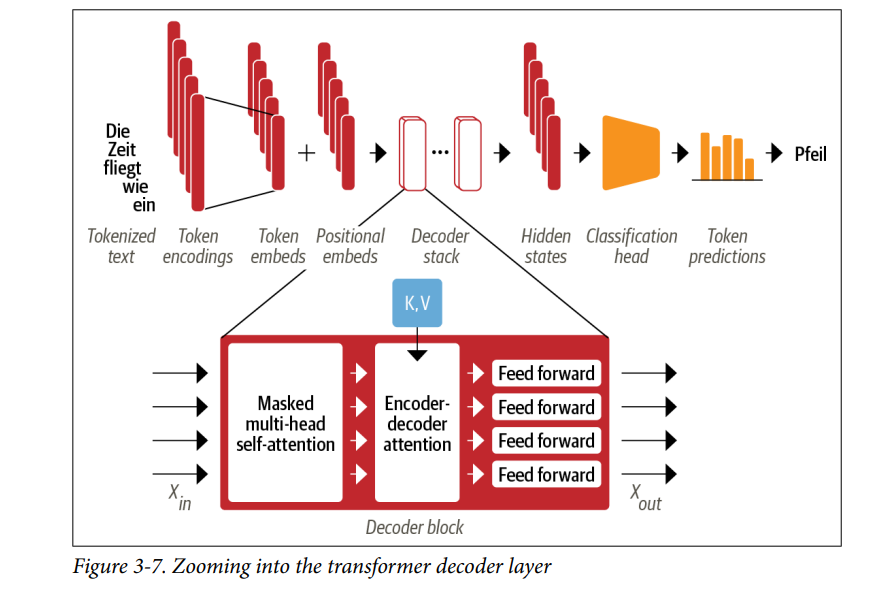 Die
Zeit
fliegt
wie
ein
+
...
Pfeil
Tokenized
text
Token
encodings
Token
embeds
Positional
embeds
Decoder
stack
Hidden
states
Classification
head
Token
predictions
K,V
Masked
multi-head
self-attention
Encoder-
decoder
attention
Feed forward
Feed forward
Feed forward
Feed forward
X in
X out
Decoder block
Figure 3-7. Zooming into the transformer decoder layer